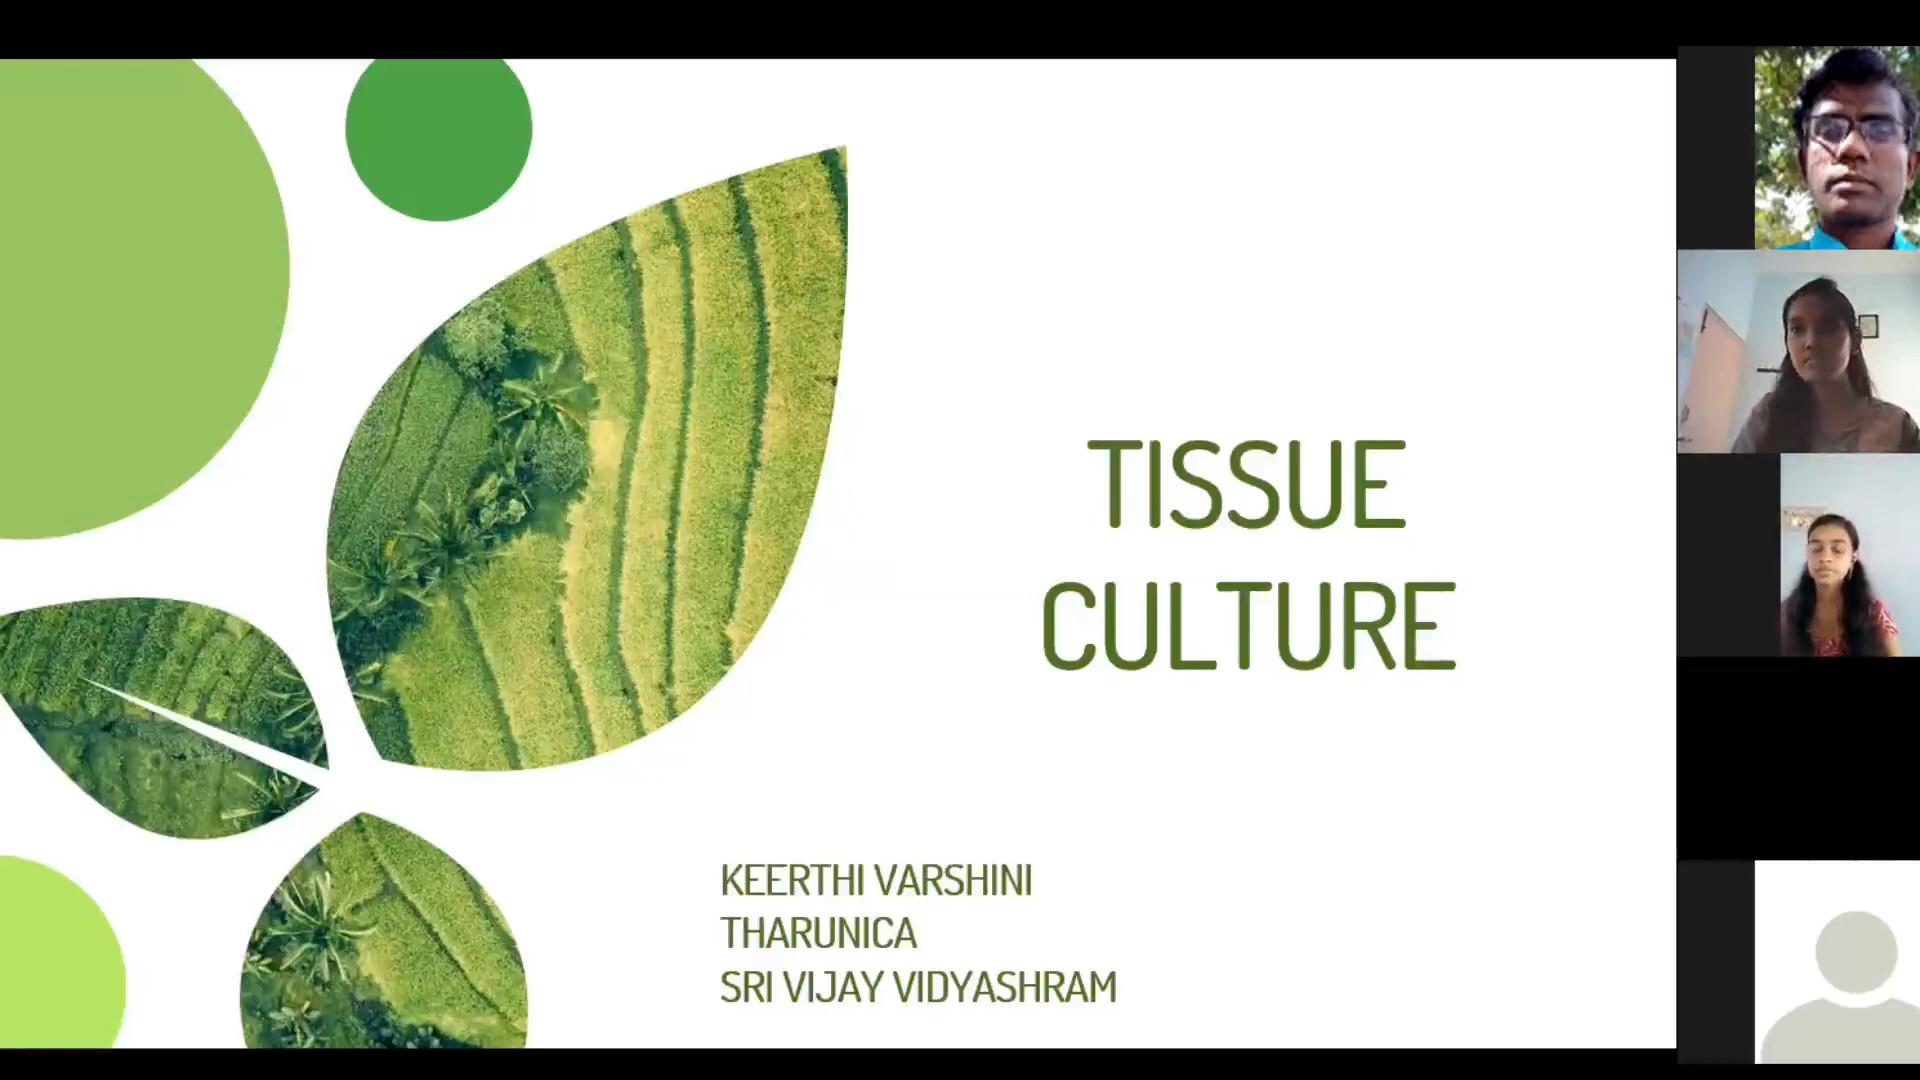 TISSUE
CULTURE
KEERTHI VARSHINI
THARUNICA
SRI VIJAY VIDYASHRAM